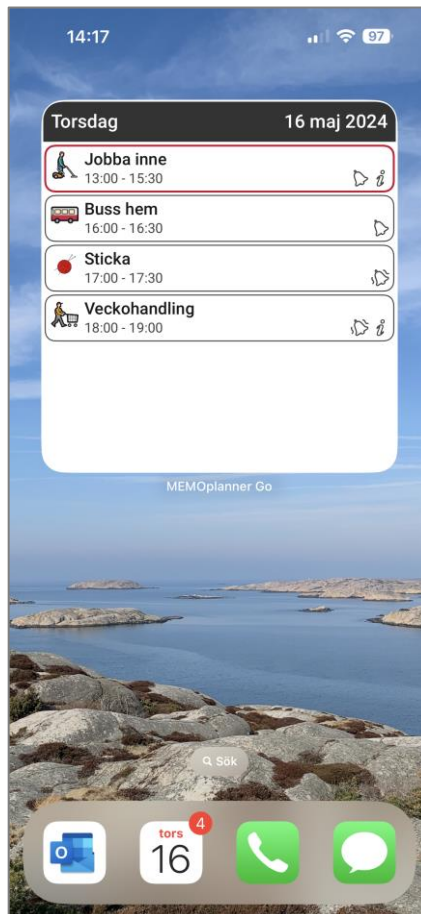 14:17
97
Torsdag 16 maj 2024
Jobba inne
13:00 - 15:30
Buss hem
16:00 - 16:30
Sticka
17:00 - 17:30
Veckohandling
18:00 - 19:00
MEMOplanner Go
Sök
4
tors
16